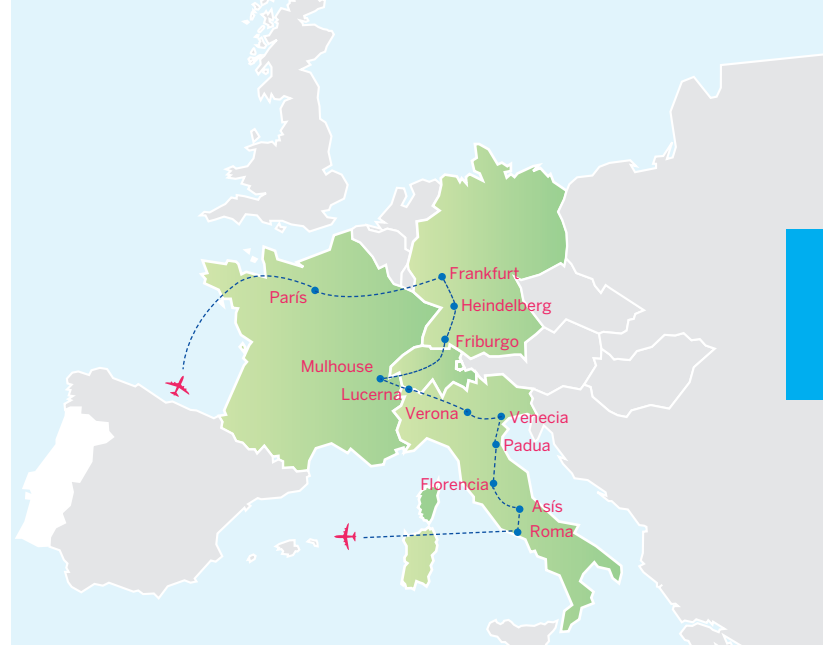 Frankfurt
París
Heindelberg
Friburgo
Mulhouse
Lucerna
Verona
Venecia
Padua
Florencia
Asís
Roma